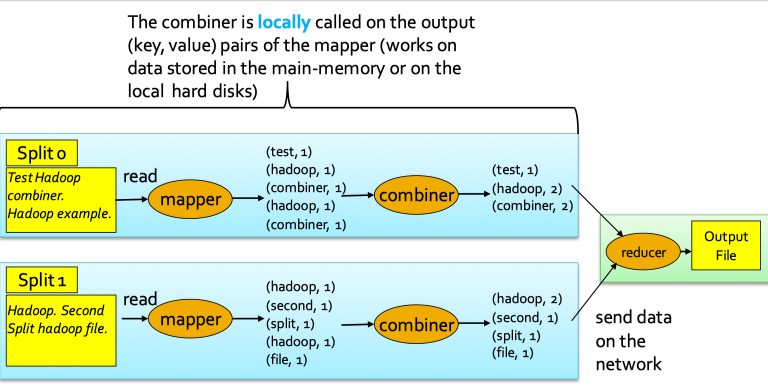 The combiner is locally called on the output
(key, value) pairs of the mapper (works on
data stored in the main-memory or on the
local hard disks)
Split 0
Test Hadoop
combiner.
Hadoop example.
read
mapper
(test, 1)
(hadoop, 1)
(combiner, 1)
(hadoop, 1)
(combiner, 1)
combiner
(test, 1)
(hadoop, 2)
(combiner, 2)
Split 1
Hadoop. Second
Split hadoop file.
read
mapper
(hadoop, 1)
(second, 1)
(split, 1)
(hadoop, 1)
(file, 1)
combiner
(hadoop, 2)
(second, 1)
(split, 1)
(file, 1)
reducer
Output
File
send data
on the
network